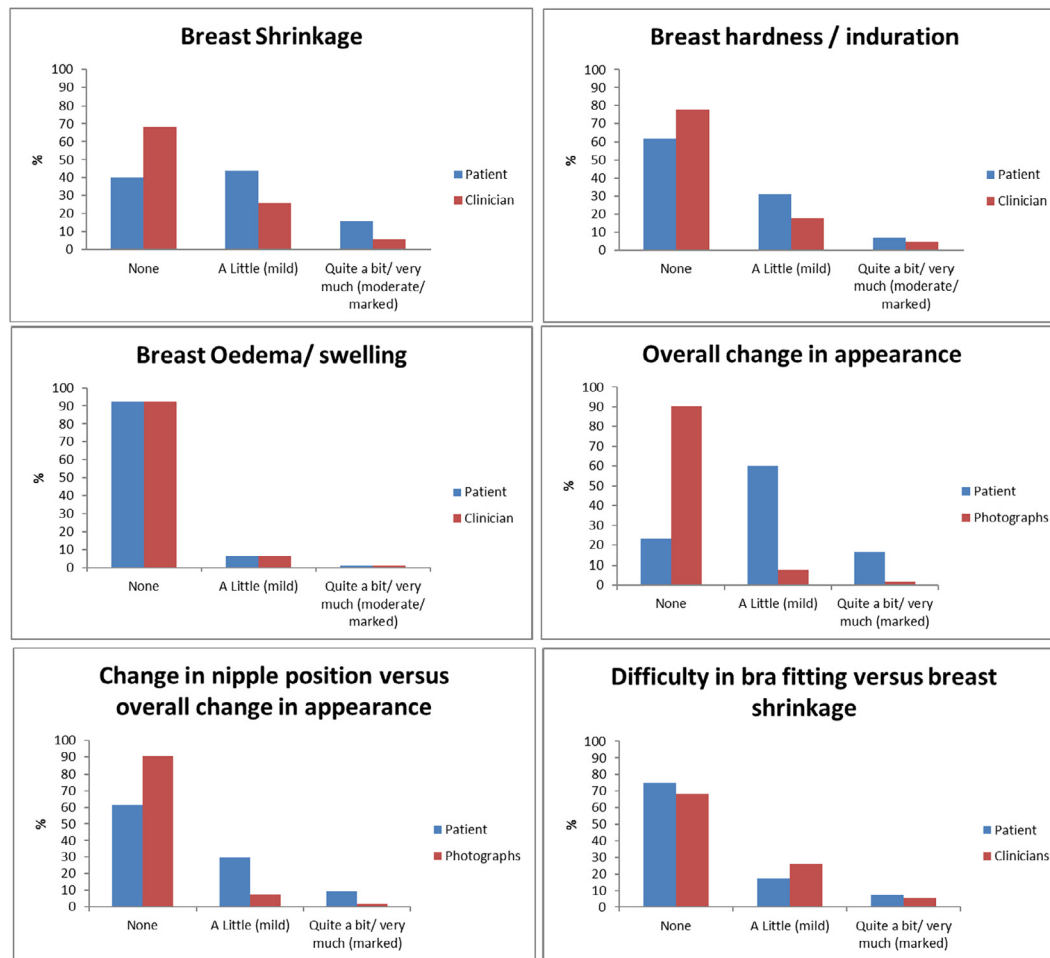 Breast Shrinkage
100
90
80
70
60
50
40
30
20
10
0
%
None
A Little (mild)
Quite a bit/ very
much (moderate/
marked)
Patient
Clinician
Breast hardness / induration
100
90
80
70
60
50
40
30
20
10
0
%
None
A Little (mild)
Quite a bit/ very
much (moderate/
marked)
Patient
Clinician
Breast Oedema/ swelling
100
90
80
70
60
50
40
30
20
10
0
%
None
A Little (mild)
Quite a bit/ very
much (moderate/
marked)
Patient
Clinician
Overall change in appearance
100
90
80
70
60
50
40
30
20
10
0
%
None
A Little (mild)
Quite a bit/ very
much (marked)
Patient
Photographs
Change in nipple position versus
overall change in appearance
100
90
80
70
60
50
40
30
20
10
0
%
None
A Little (mild)
Quite a bit/ very
much (marked)
Patient
Photographs
Difficulty in bra fitting versus breast
shrinkage
100
90
80
70
60
50
40
30
20
10
0
%
None
A Little (mild)
Quite a bit/ very
much (marked)
Patient
Clinicians